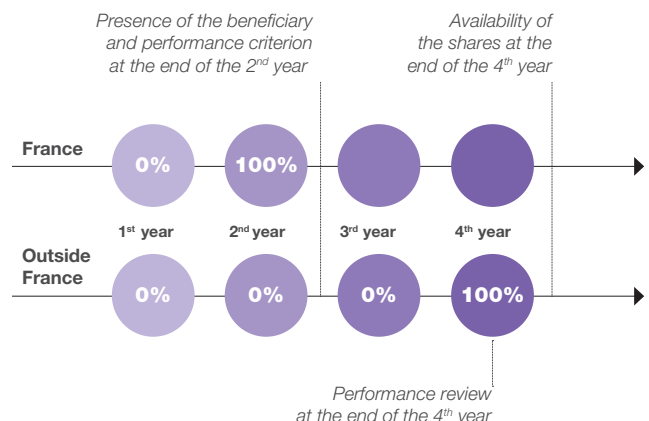 Presence of the beneficiary
and performance criterion
at the end of the 2nd year
Availability of
the shares at the
end of the 4th year
France
0%
100%
1st year
2nd year
3rd year
4th year
Outside
France
0%
0%
0%
100%
Performance review
at the end of the 4th year